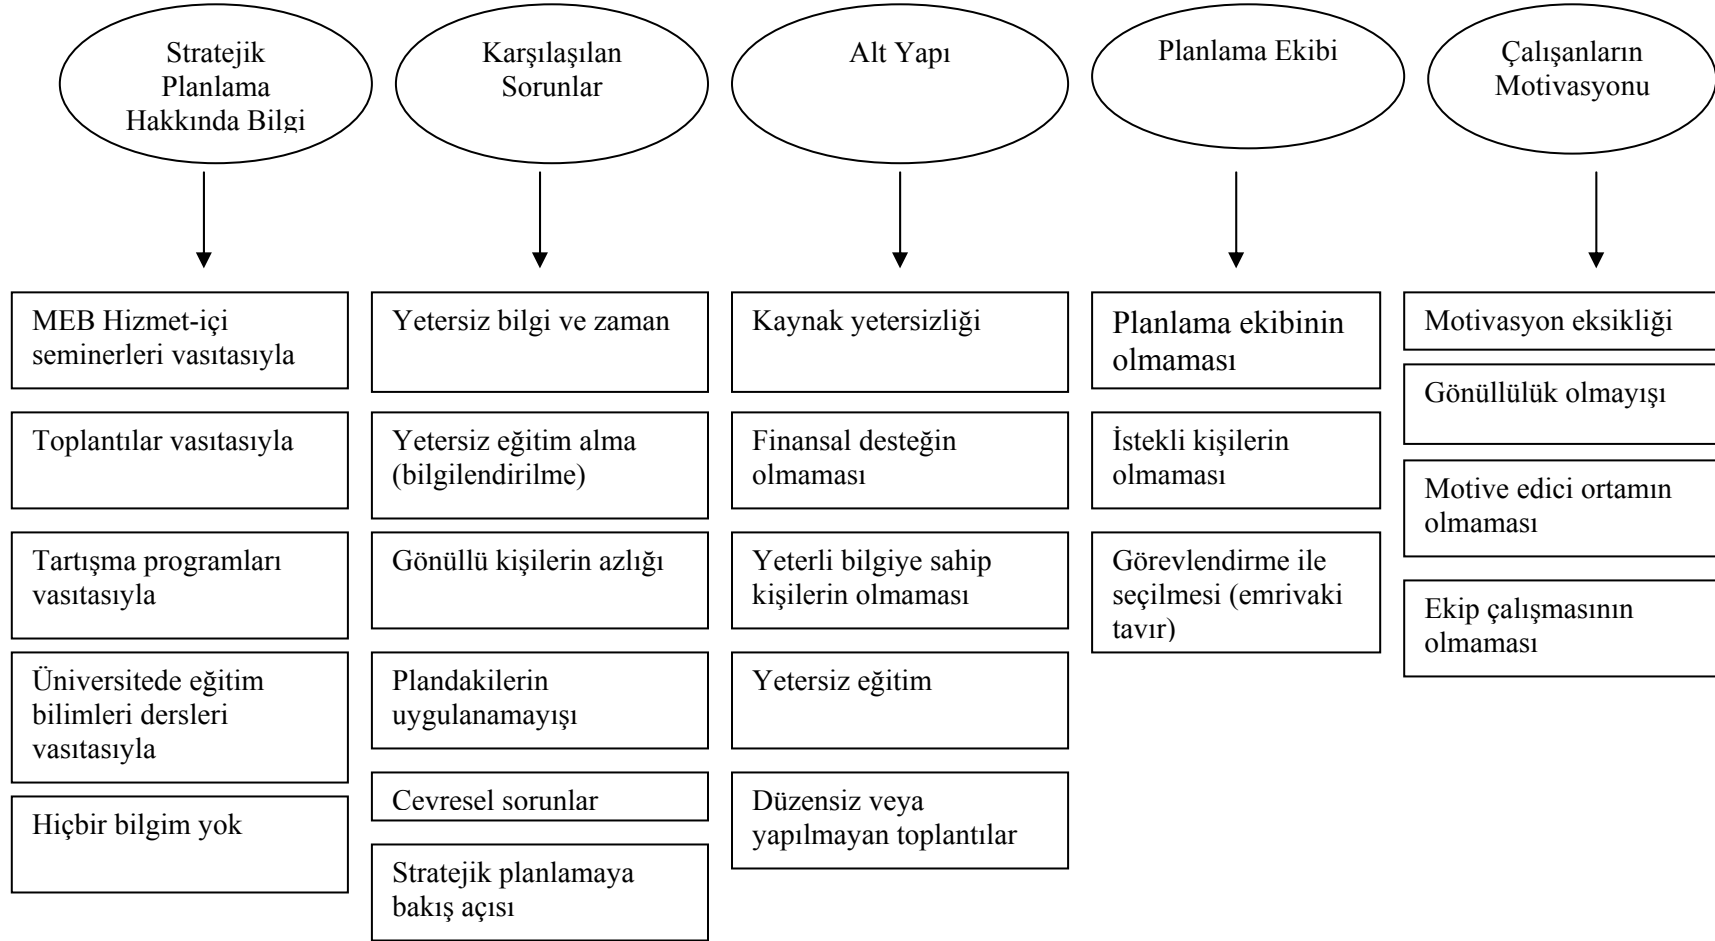 Stratejik
Planlama
Hakkında Bilgi
Karşılaşılan
Sorunlar
Alt Yapı
Planlama Ekibi
Çalışanların
Motivasyonu
MEB Hizmet-içi
seminerleri vasıtasıyla
Toplantılar vasıtasıyla
Tartışma programları
vasıtasıyla
Üniversitede eğitim
bilimleri dersleri
vasıtasıyla
Hiçbir bilgim yok
Yetersiz bilgi ve zaman
Yetersiz eğitim alma
(bilgilendirilme)
Gönüllü kişilerin azlığı
Plandakilerin
uygulanamayışı
Çevresel sorunlar
Stratejik planlamaya
bakış açısı
Kaynak yetersizliği
Finansal desteğin
olmaması
Yeterli bilgiye sahip
kişilerin olmaması
Yetersiz eğitim
Düzensiz veya
yapılmayan toplantılar
Planlama ekibinin
olmaması
İstekli kişilerin
olmaması
Görevlendirme ile
seçilmesi (emrivaki
tavır)
Motivasyon eksikliği
Gönüllülük olmayışı
Motive edici ortamın
olmaması
Ekip çalışmasının
olmaması